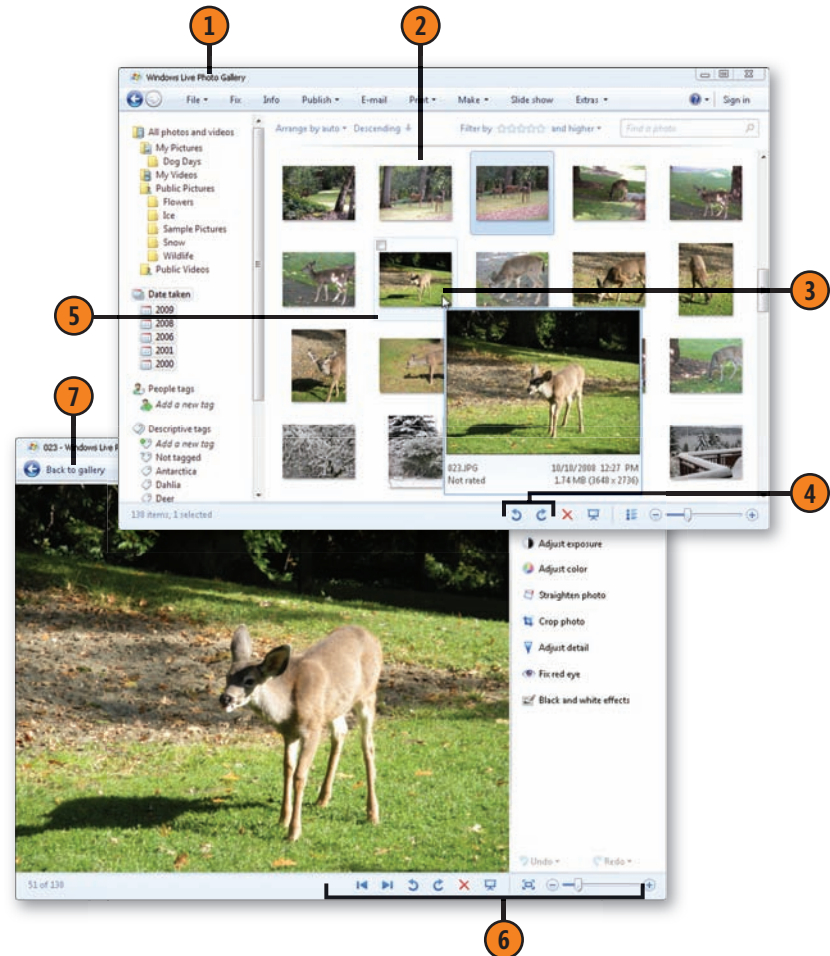 1
2
Windows Live Photo Gallery
File Fix Info Publish E-mail Print Make Slide show Extras Sign in
All photos and videos
My Pictures
Dog Days
My Videos
Public Pictures
Flowers
Ice
Sample Pictures
Snow
Wildlife
Public Videos
Date taken
2009
2008
2006
2001
2000
People tags
Add a new tag
Descriptive tags
Add a new tag
Not tagged
Antarctica
Dahlia
Deer
Arrange by auto Descending Filter by and higher Find a photo
3
5
023.JPG 10/10/2008 12:27 PM
Not rated 1.74 MB (3648 x 2736)
4
138 items, 1 selected
7
023 - Windows Live
Back to gallery
Adjust exposure
Adjust color
Straighten photo
Crop photo
Adjust detail
Fix red eye
Black and white effects
Undo Redo
51 of 138
6